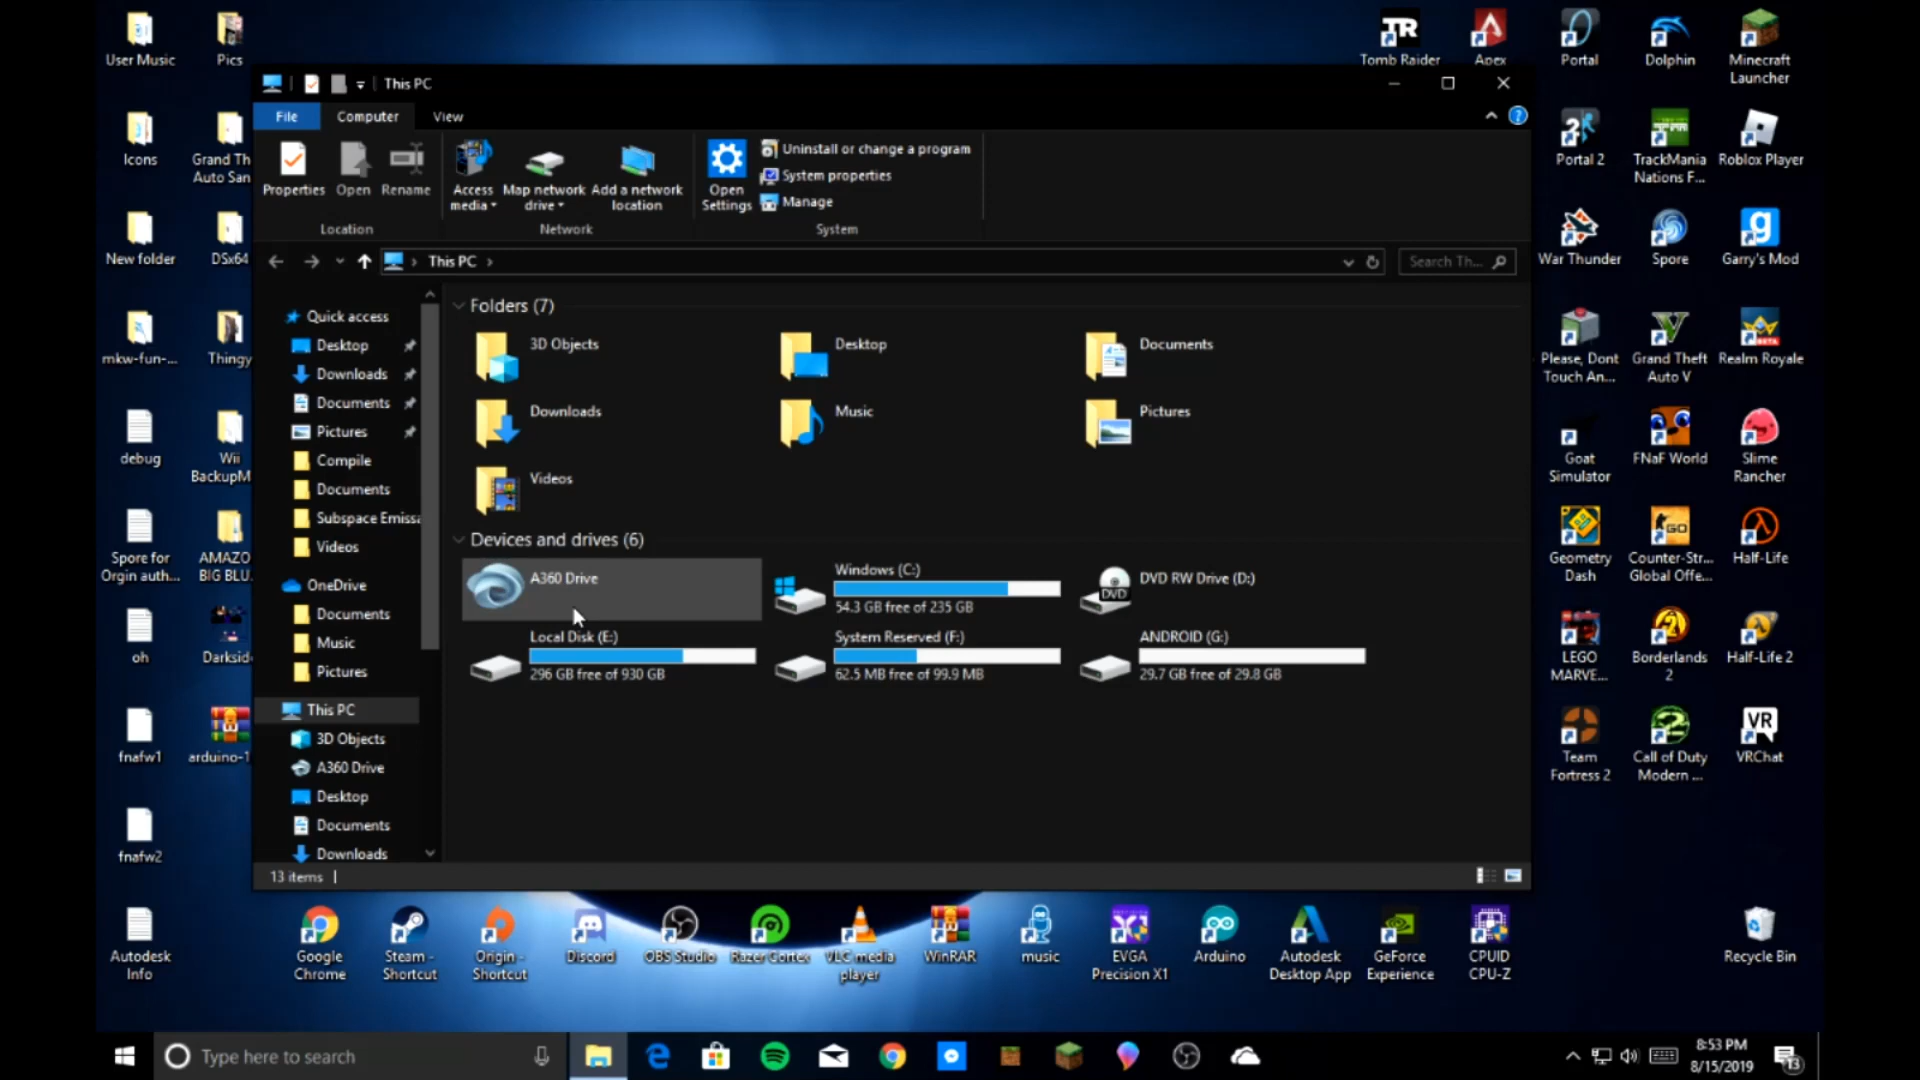 User Music
Pics
Icons
Grand Th
Auto San
New folder
DSx64
mkw-fun-...
Thingy
debug
Wii
BackupM
Spore for
Orgin auth...
AMAZO
BIG BLU
oh
Darkside
fnafw1
arduino-1
fnafw2
Autodesk
Info
This PC
File
Computer
View
Properties
Open
Rename
Location
Access
media
Map network
drive
Add a network
location
Network
Open
Settings
Uninstall or change a program
System properties
Manage
System
This PC
Search Th...
Quick access
Desktop
Downloads
Documents
Pictures
Compile
Documents
Subspace Emissa
Videos
OneDrive
Documents
Music
Pictures
This PC
3D Objects
A360 Drive
Desktop
Documents
Downloads
Folders (7)
3D Objects
Desktop
Documents
Downloads
Music
Pictures
Videos
Devices and drives (6)
A360 Drive
Windows (C:)
54.3 GB free of 235 GB
DVD
DVD RW Drive (D:)
Local Disk (E:)
296 GB free of 930 GB
System Reserved (F:)
62.5 MB free of 99.9 MB
ANDROID (G:)
29.7 GB free of 29.8 GB
13 items
TR
Tomb Raider
Apex
Portal
Dolphin
Minecraft
Launcher
2
Portal 2
TrackMania
Nations F...
Roblox Player
War Thunder
Spore
g
Garry's Mod
Please, Dont
Touch An...
V
Grand Theft
Auto V
BETA
Realm Royale
Goat
Simulator
FNaF World
Slime
Rancher
Geometry
Dash
GO
Counter-Str...
Global Offe...
Half-Life
LEGO
MARVE...
Borderlands
2
Half-Life 2
Team
Fortress 2
2
Call of Duty
Modern ...
VR
VRChat
Google
Chrome
Steam -
Shortcut
Origin -
Shortcut
Discord
OBS Studio
Razer Cortex
VLC media
player
WinRAR
music
EVGA
Precision X1
Arduino
Autodesk
Desktop App
GeForce
Experience
CPUID
CPU-Z
Recycle Bin
Type here to search
8:53 PM
8/15/2019
13